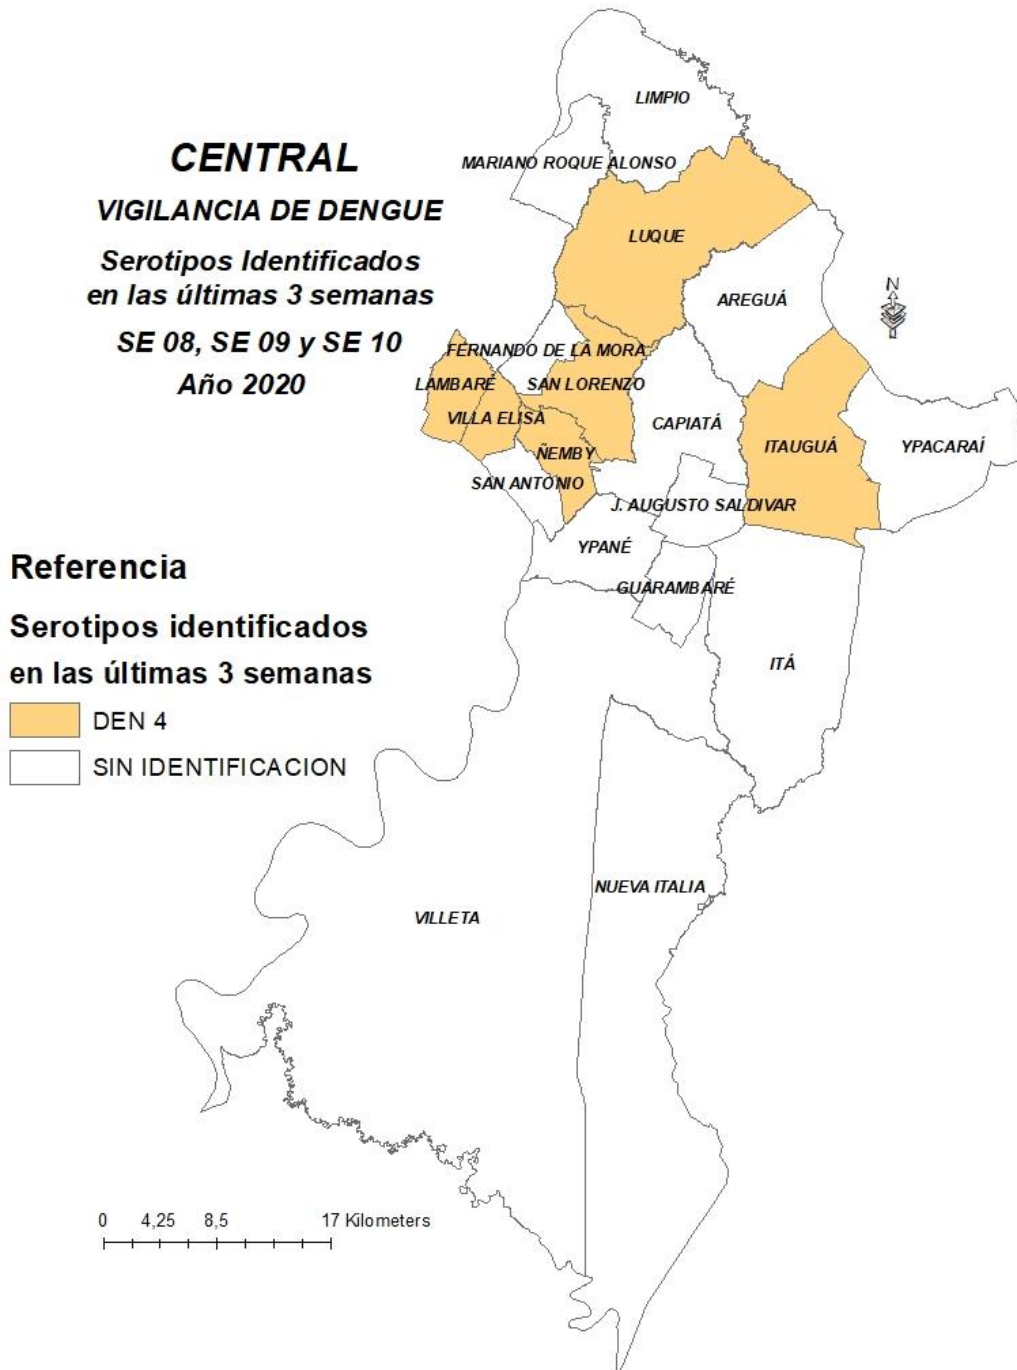 CENTRAL
VIGILANCIA DE DENGUE
Serotipos Identificados
en las últimas 3 semanas
SE 08, SE 09 y SE 10
Año 2020
LIMPIO
MARIANO ROQUE ALONSO
LUQUE
AREGUÁ
N
FERNANDO DE LA MORA
LAMBARÉ
SAN LORENZO
VILLA ELISA
CAPIATÁ
ITAUGUÁ
YPACARAÍ
ÑEMBY
SAN ANTONIO
J. AUGUSTO SALDIVAR
YPANÉ
GUARAMBARÉ
ITÁ
NUEVA ITALIA
VILLETA
Referencia
Serotipos identificados
en las últimas 3 semanas
DEN 4
SIN IDENTIFICACION
0 4,25 8,5 17 Kilometers